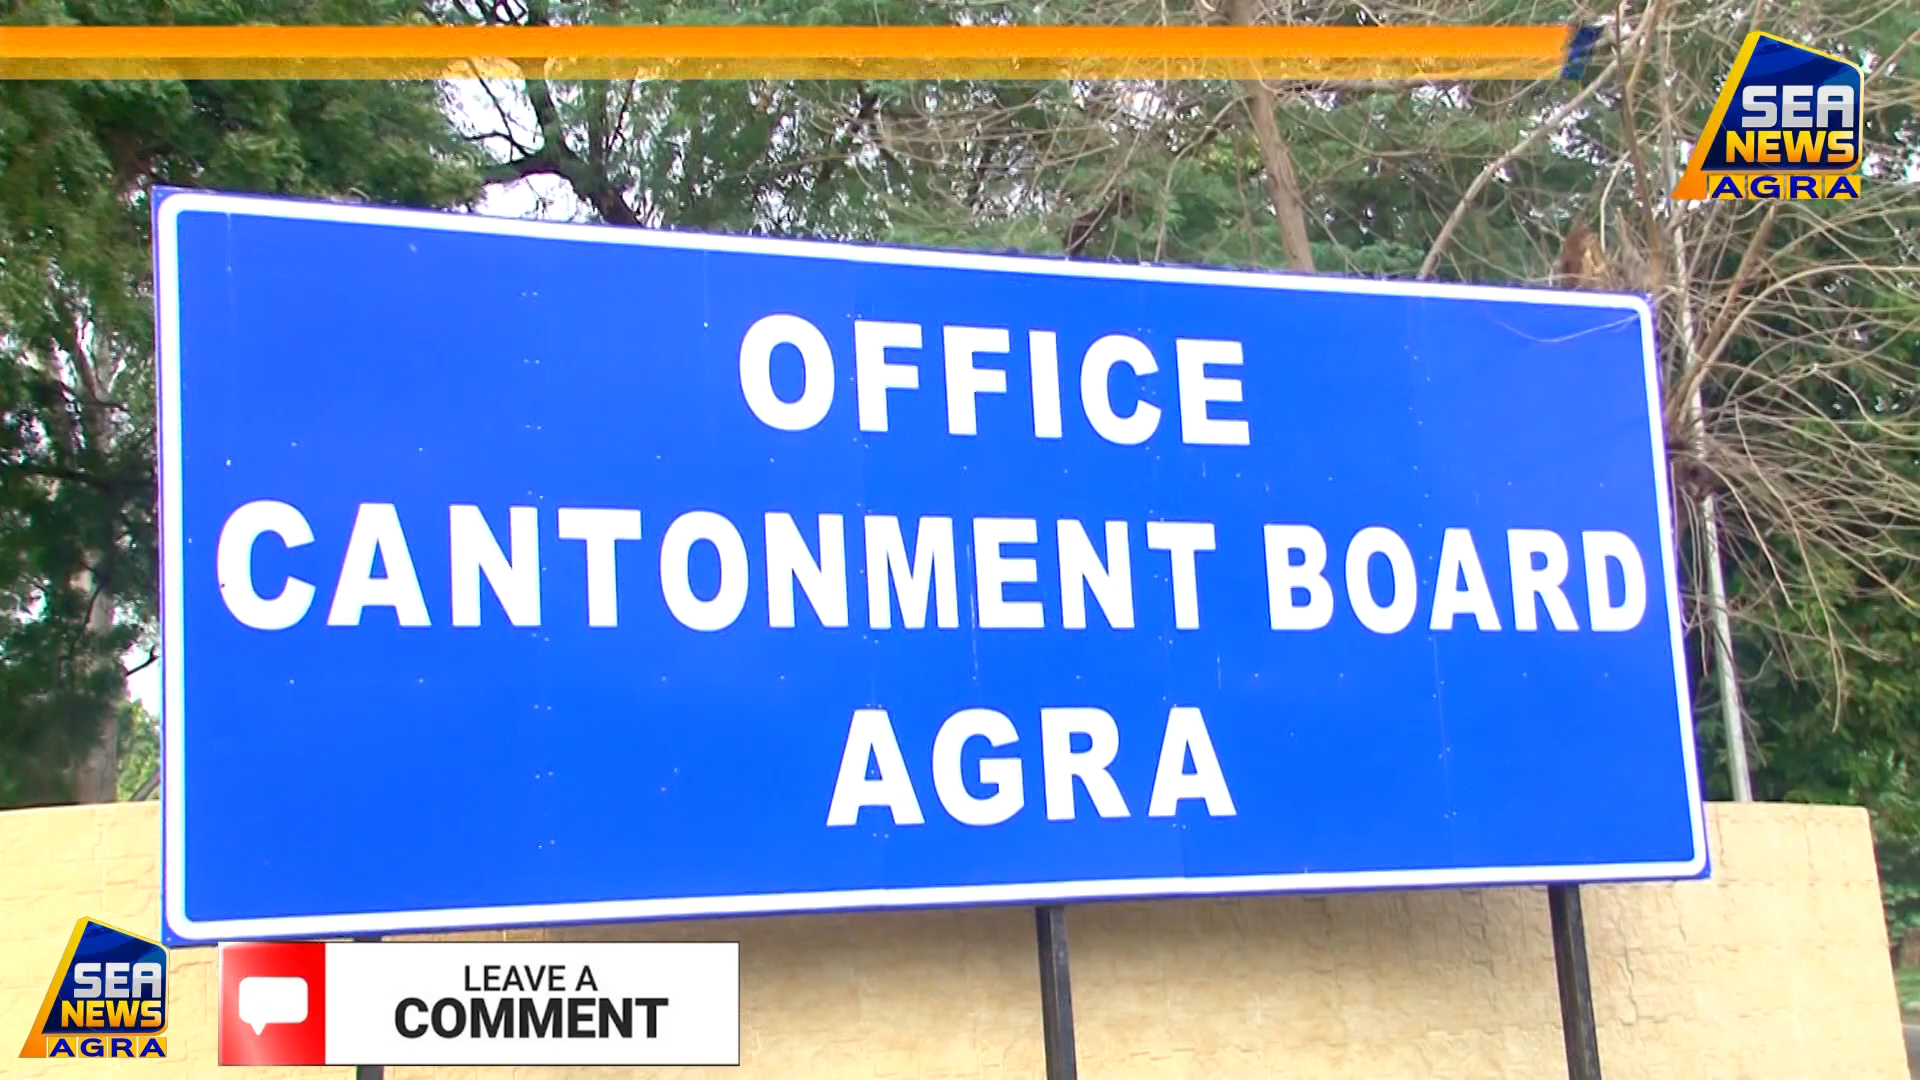 SEA
NEWS
AGRA
OFFICE
CANTONMENT BOARD
AGRA
SEA
NEWS
AGRA
LEAVE A
COMMENT